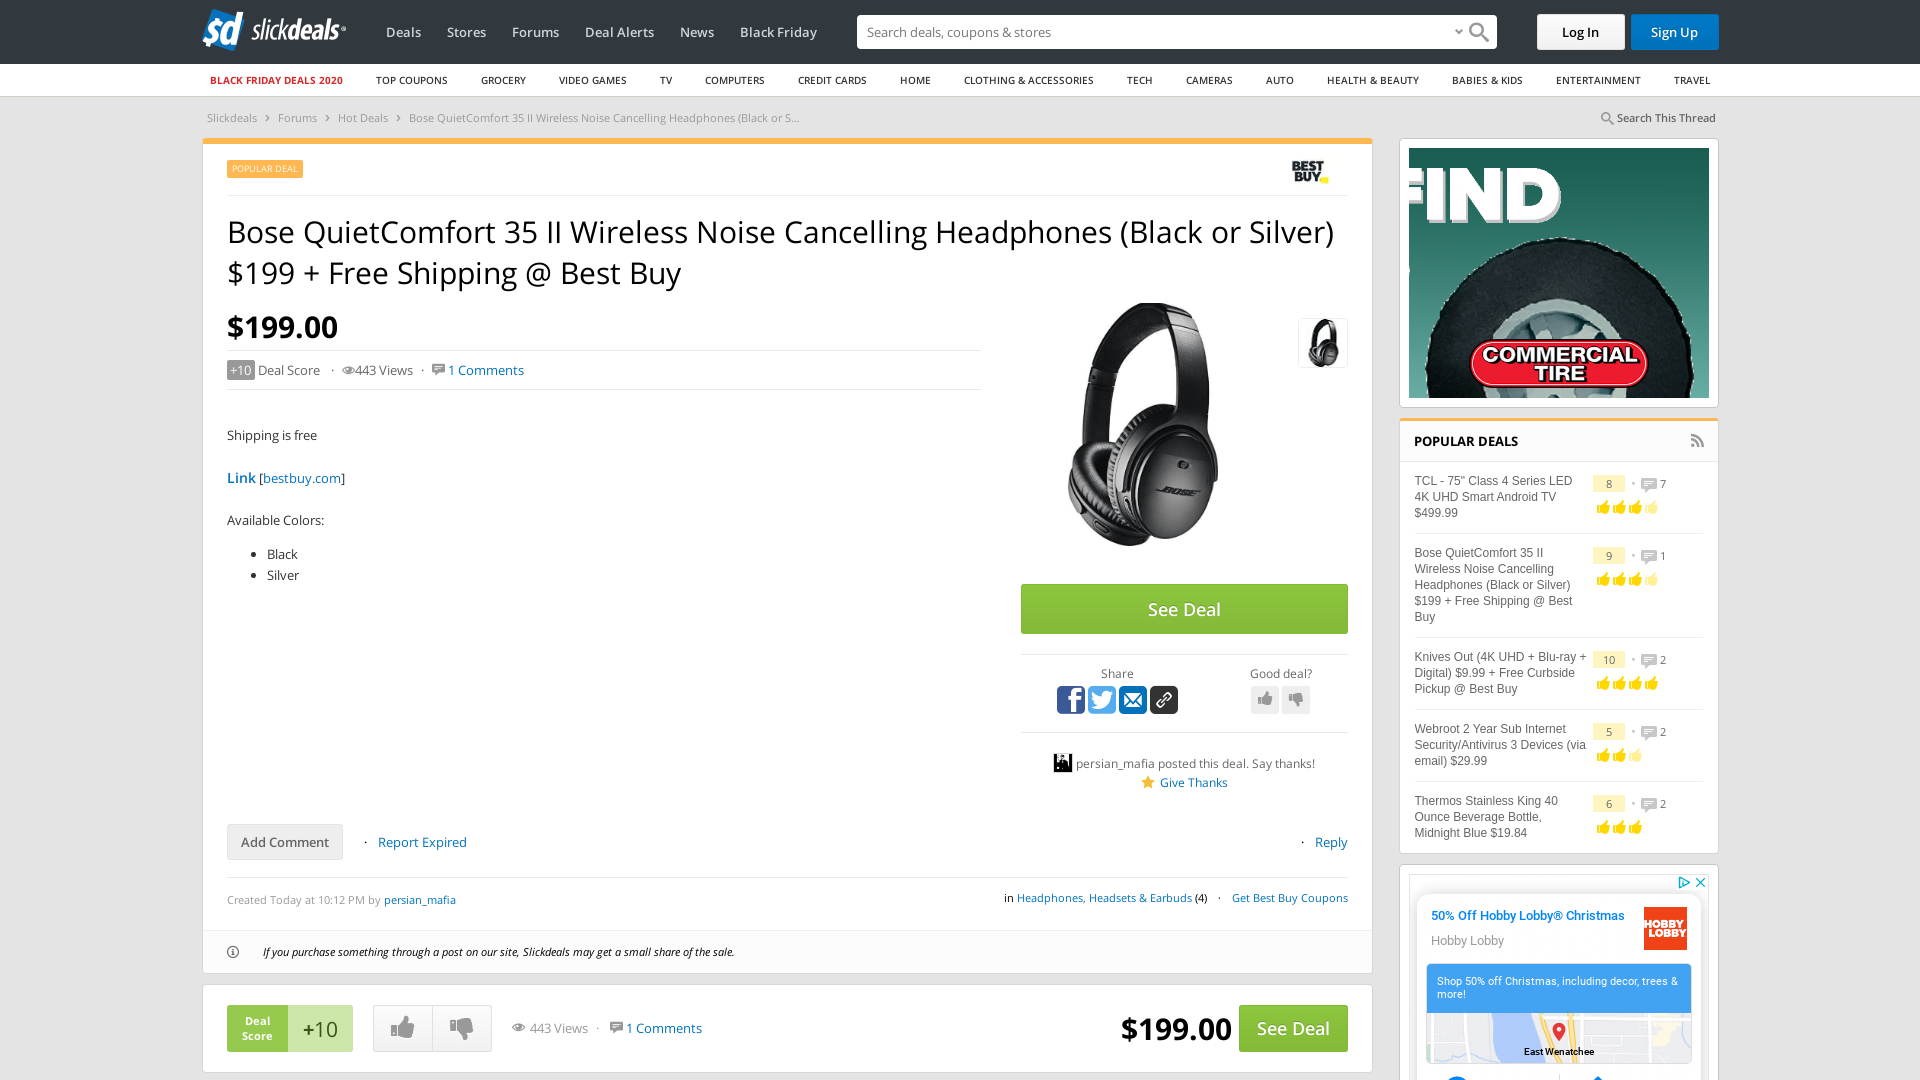 sd slickdeals
Deals Stores Forums Deal Alerts News Black Friday
Search deals, coupons & stores
Log In
Sign Up
BLACK FRIDAY DEALS 2020 TOP COUPONS GROCERY VIDEO GAMES TV COMPUTERS CREDIT CARDS HOME CLOTHING & ACCESSORIES TECH CAMERAS AUTO HEALTH & BEAUTY BABIES & KIDS ENTERTAINMENT TRAVEL
Slickdeals › Forums › Hot Deals › Bose QuietComfort 35 II Wireless Noise Cancelling Headphones (Black or S...
Search This Thread
POPULAR DEAL
BEST
BUY
Bose QuietComfort 35 II Wireless Noise Cancelling Headphones (Black or Silver)
$199 + Free Shipping @ Best Buy
$199.00
+10 Deal Score · 443 Views · 1 Comments
Shipping is free
Link [bestbuy.com]
Available Colors:
• Black
• Silver
BOSE
See Deal
Share
Good deal?
persian_mafia posted this deal. Say thanks!
Give Thanks
Add Comment · Report Expired
· Reply
Created Today at 10:12 PM by persian_mafia
in Headphones, Headsets & Earbuds (4) · Get Best Buy Coupons
If you purchase something through a post on our site, Slickdeals may get a small share of the sale.
Deal
Score
+10
443 Views · 1 Comments
$199.00
See Deal
FIND
COMMERCIAL
TIRE
POPULAR DEALS
TCL - 75" Class 4 Series LED
4K UHD Smart Android TV
$499.99
8 • 7
Bose QuietComfort 35 II
Wireless Noise Cancelling
Headphones (Black or Silver)
$199 + Free Shipping @ Best
Buy
9 • 1
Knives Out (4K UHD + Blu-ray +
Digital) $9.99 + Free Curbside
Pickup @ Best Buy
10 • 2
Webroot 2 Year Sub Internet
Security/Antivirus 3 Devices (via
email) $29.99
5 • 2
Thermos Stainless King 40
Ounce Beverage Bottle,
Midnight Blue $19.84
6 • 2
50% Off Hobby Lobby® Christmas
Hobby Lobby
HOBBY
LOBBY
Shop 50% off Christmas, including decor, trees &
more!
East Wenatchee